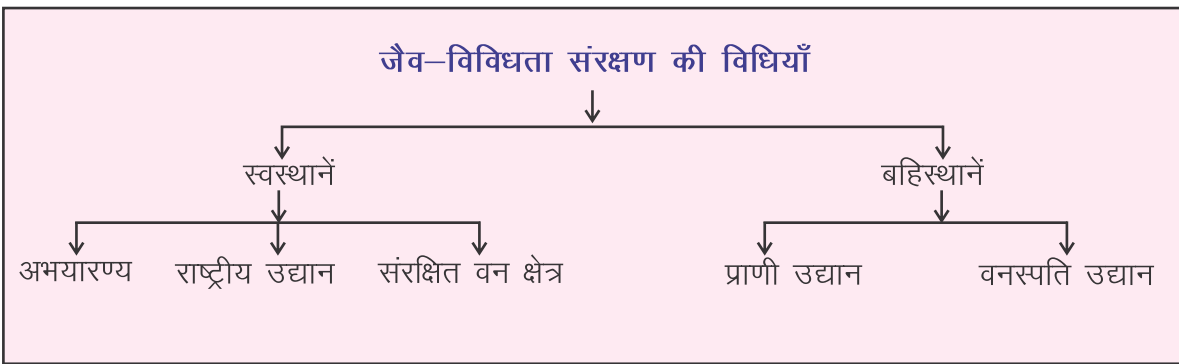 जैव–विविधता संरक्षण की विधियाँ
स्वस्थानें बहिस्थानें
अभयारण्य राष्ट्रीय उद्यान संरक्षित वन क्षेत्र प्राणी उद्यान वनस्पति उद्यान